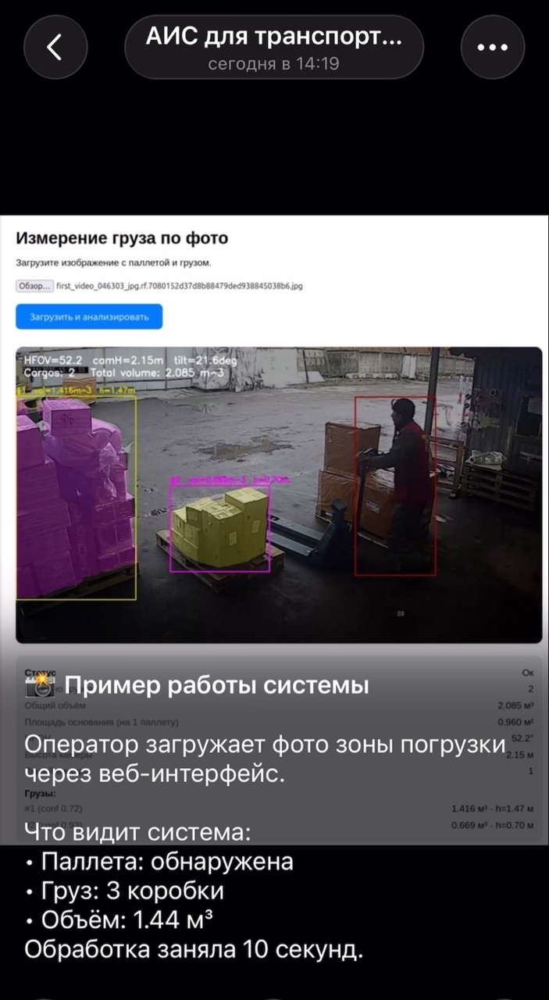 АИС для транспорт...
сегодня в 14:19
Измерение груза по фото
Загрузите изображение с паллетой и грузом.
Обзор... first_video_046303_jpg.rf.7080152d37d8b88479ded938845038b6.jpg
Загрузить и анализировать
HFOV=52.2 camH=2.15m tilt=21.6deg
Cargos: 2 Total volume: 2.085 m~3
#1 vol=1.416m~3 h=1.47m
#2 vol=0.669m~3 h=0.70m
09
Статус Ок
2
📸 Пример работы системы
Общий объём 2.085 м³
Площадь основания (на 1 паллету) 0.960 м²
52.2°
Оператор загружает фото зоны погрузки
Высота камеры 2.15 м
через веб-интерфейс.
1
Грузы:
#1 (conf 0.72) 1.416 м³ · h=1.47 м
0.669 м³ · h=0.70 м
Что видит система:
• Паллета: обнаружена
• Груз: 3 коробки
• Объём: 1.44 м³
Обработка заняла 10 секунд.